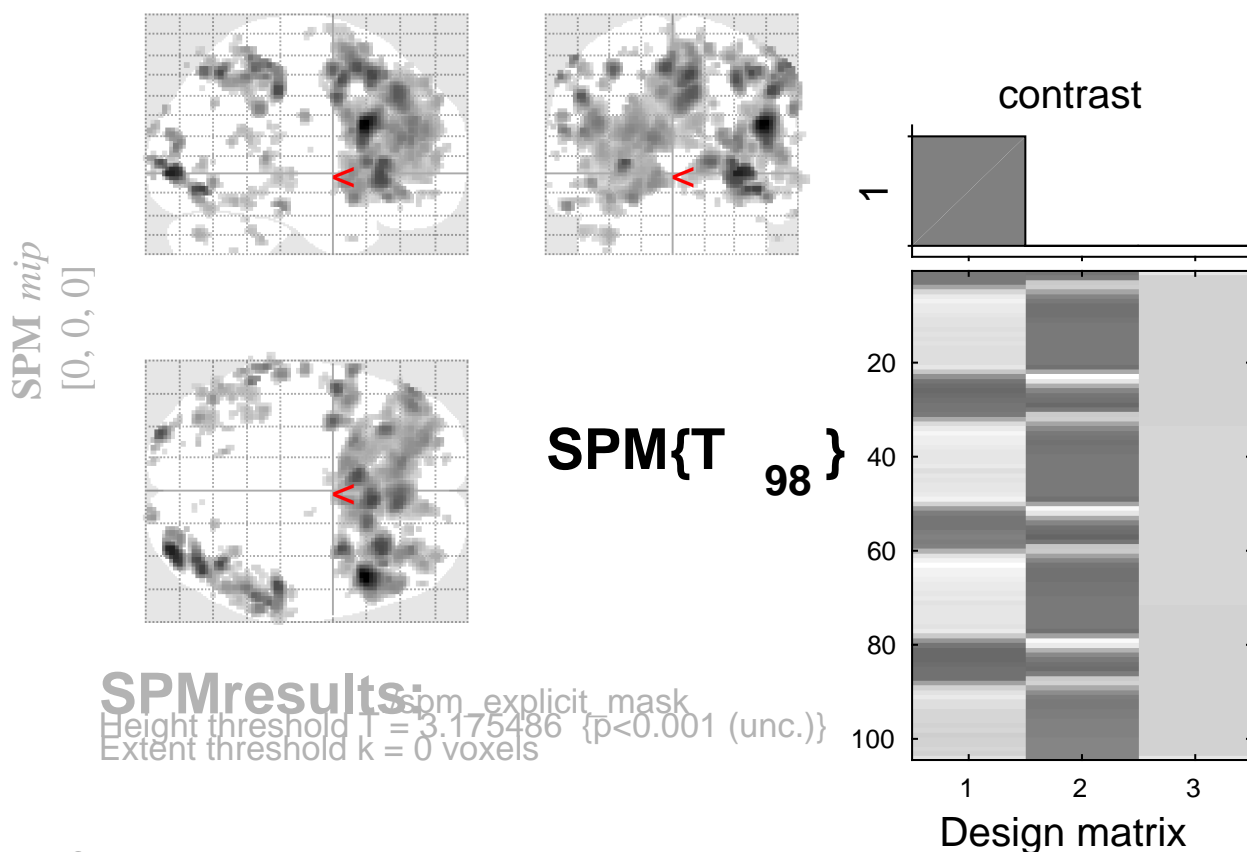 contrast
1
SPM mip
[0, 0, 0]
<
<
<
SPM{T 98 }
20
40
60
80
100
1 2 3
Design matrix
SPMresults: ./spm_explicit_mask
Height threshold T = 3.175486 {p<0.001 (unc.)}
Extent threshold k = 0 voxels